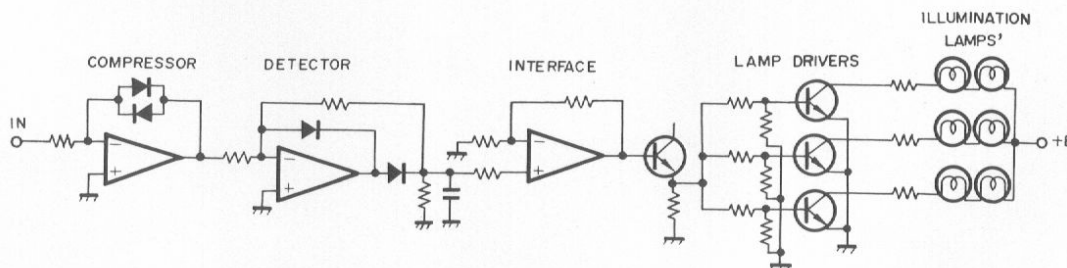 ILLUMINATION
LAMPS'
COMPRESSOR
DETECTOR
INTERFACE
LAMP DRIVERS
IN
+B